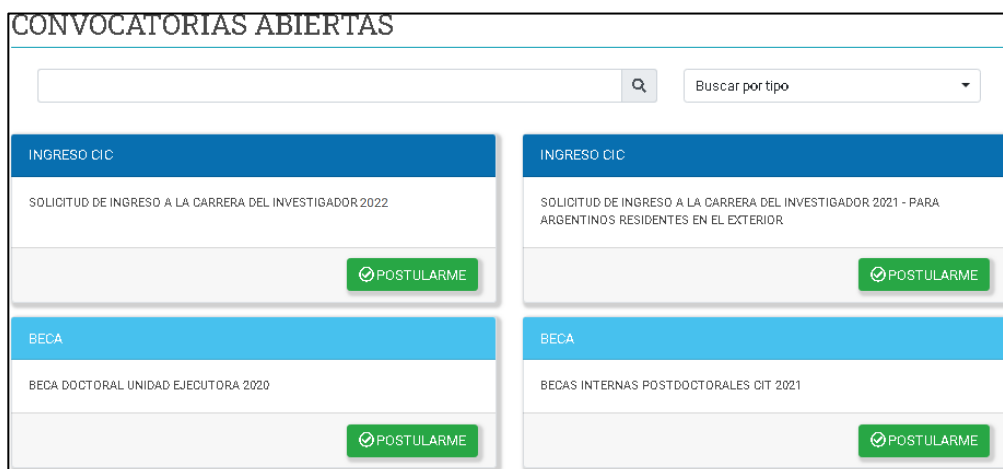 CONVOCATORIAS ABIERTAS
Buscar por tipo
INGRESO CIC
SOLICITUD DE INGRESO A LA CARRERA DEL INVESTIGADOR 2022
POSTULARME
INGRESO CIC
SOLICITUD DE INGRESO A LA CARRERA DEL INVESTIGADOR 2021 - PARA
ARGENTINOS RESIDENTES EN EL EXTERIOR
POSTULARME
BECA
BECA DOCTORAL UNIDAD EJECUTORA 2020
POSTULARME
BECA
BECAS INTERNAS POSTDOCTORALES CIT 2021
POSTULARME